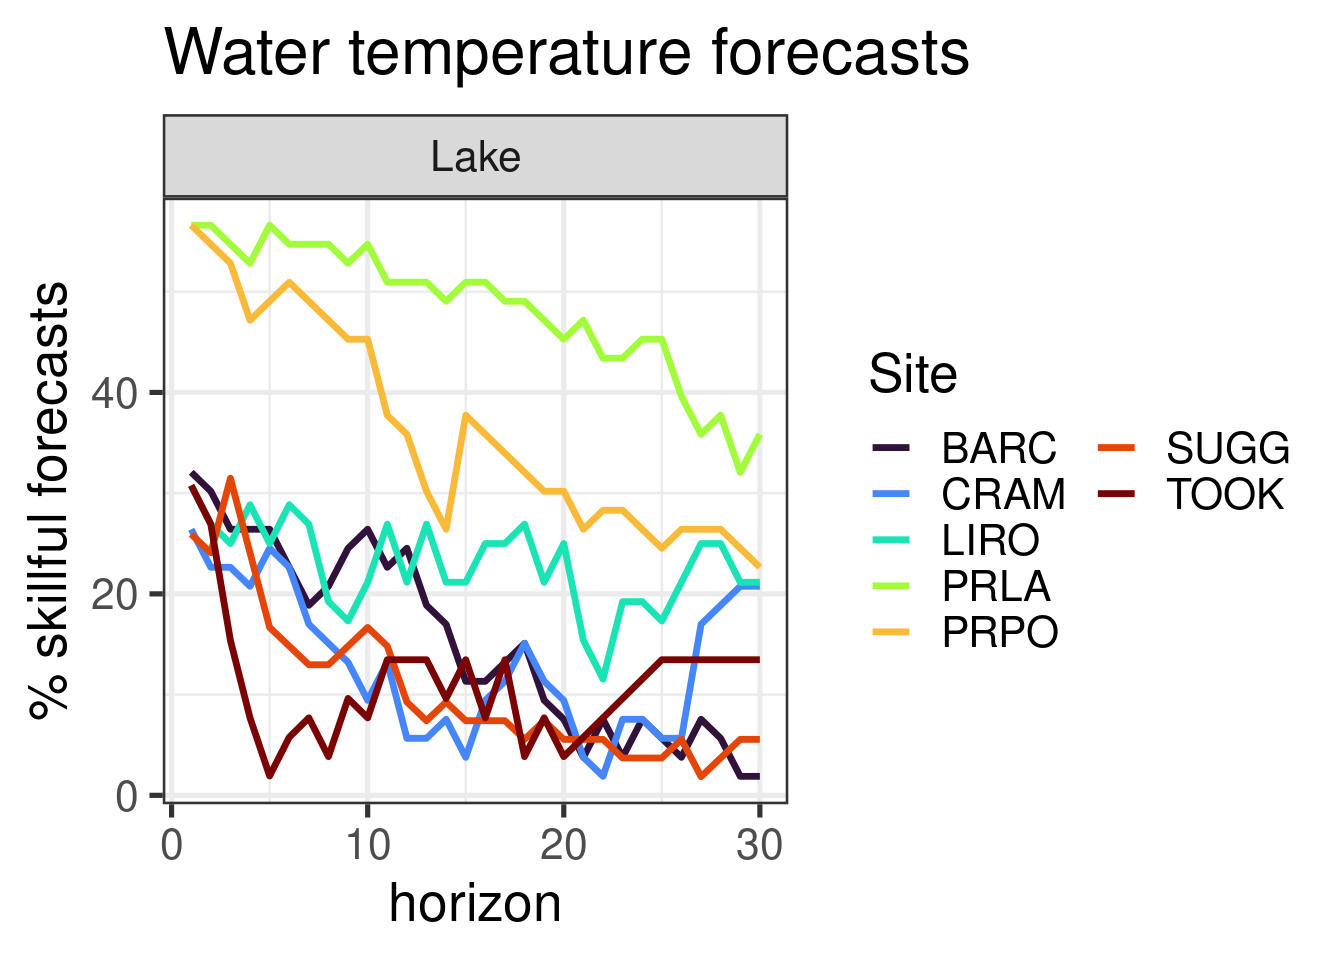 Water temperature forecasts
Lake
% skillful forecasts
40
20
0
0 10 20 30
horizon
Site
BARC SUGG
CRAM TOOK
LIRO
PRLA
PRPO